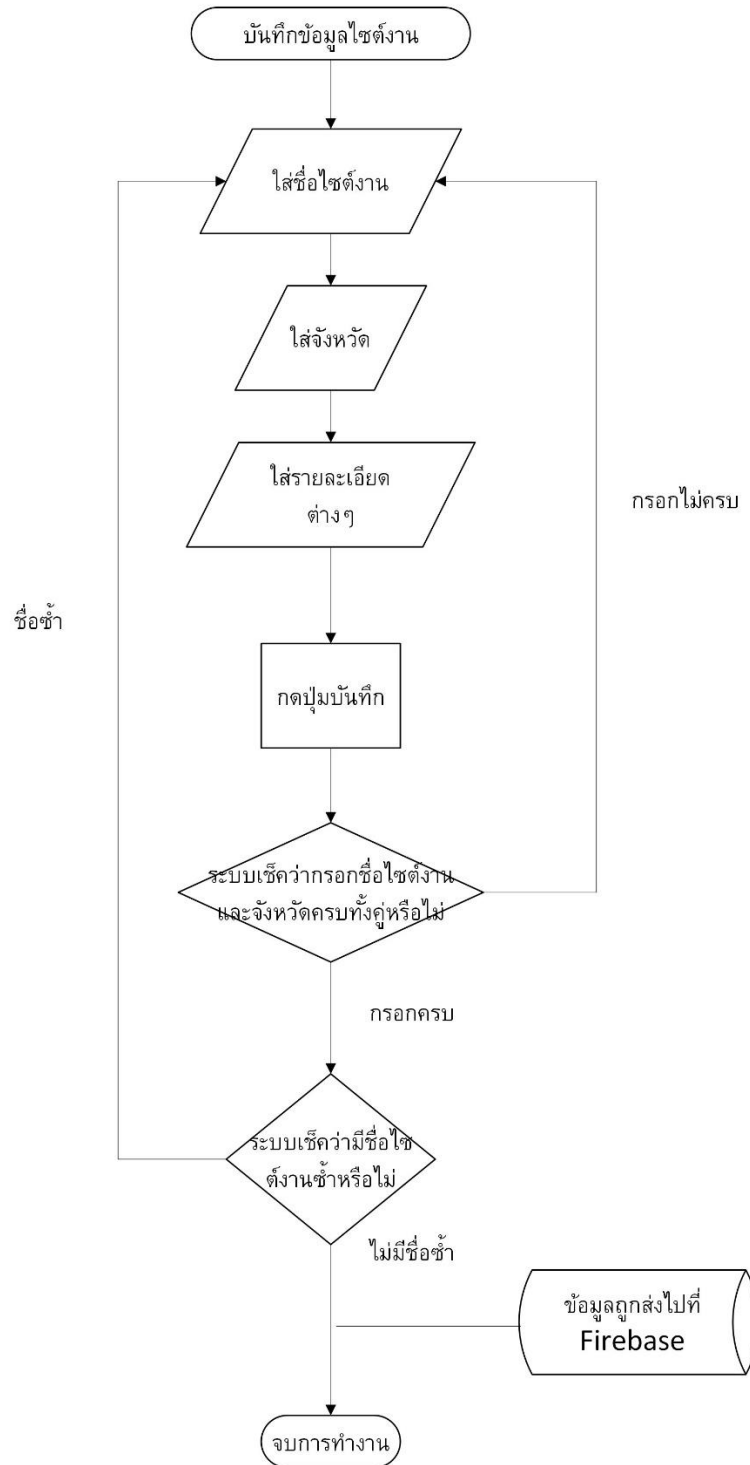 บันทึกข้อมูลไซต์งาน
ใส่ชื่อไซต์งาน
ใส่จังหวัด
ใส่รายละเอียด
ต่างๆ
กรอกไม่ครบ
ชื่อซ้ำ
กดปุ่มบันทึก
ระบบเช็คว่ากรอกชื่อไซต์งาน
และจังหวัดครบทั้งคู่หรือไม่
กรอกครบ
ระบบเช็คว่ามีชื่อไซ
ต์งานซ้ำหรือไม่
ไม่มีชื่อซ้ำ
ข้อมูลถูกส่งไปที่
Firebase
จบการทำงาน